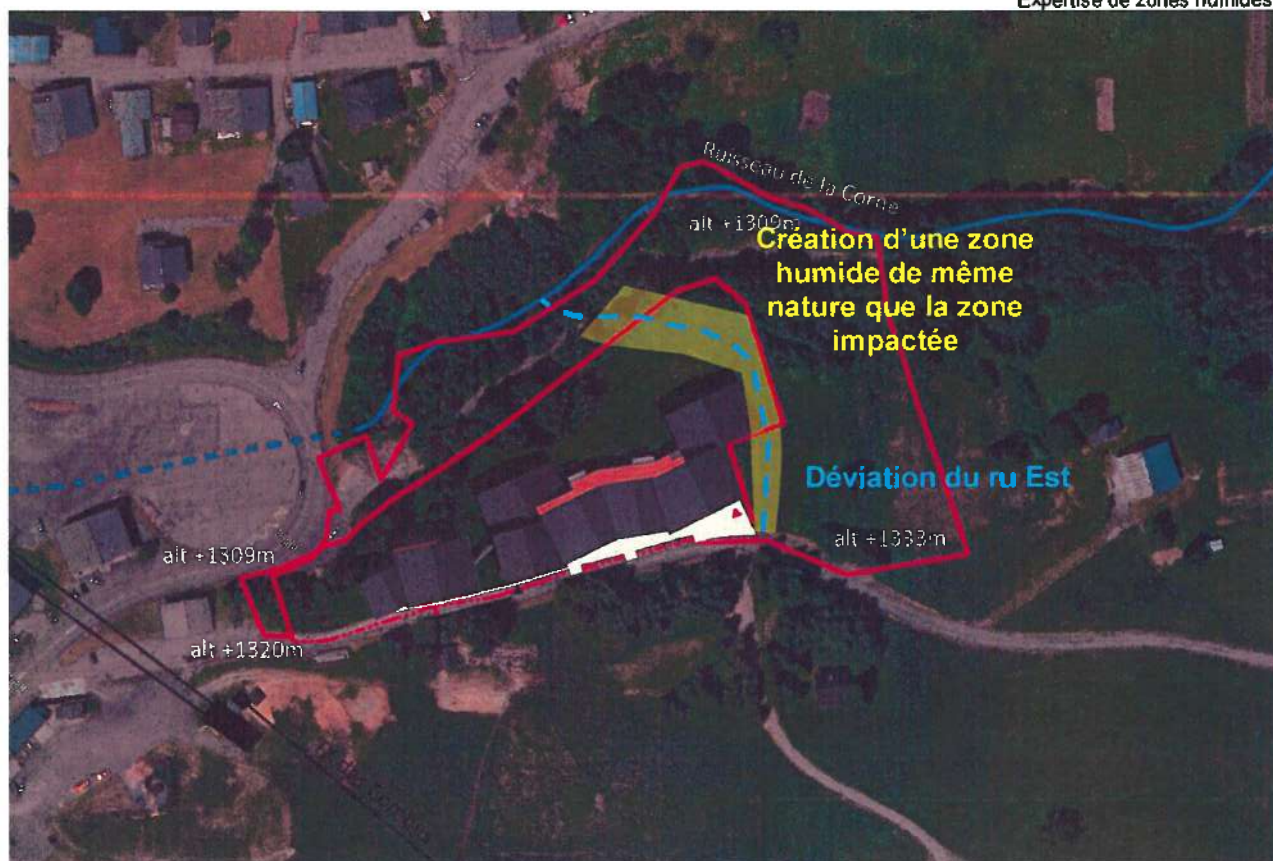 Expertise de zones humides
Ruisseau de la Corne
alt +1309m
Création d'une zone
humide de même
nature que la zone
impactée
Déviation du ru Est
alt +1333m
alt +1309m
alt +1320m